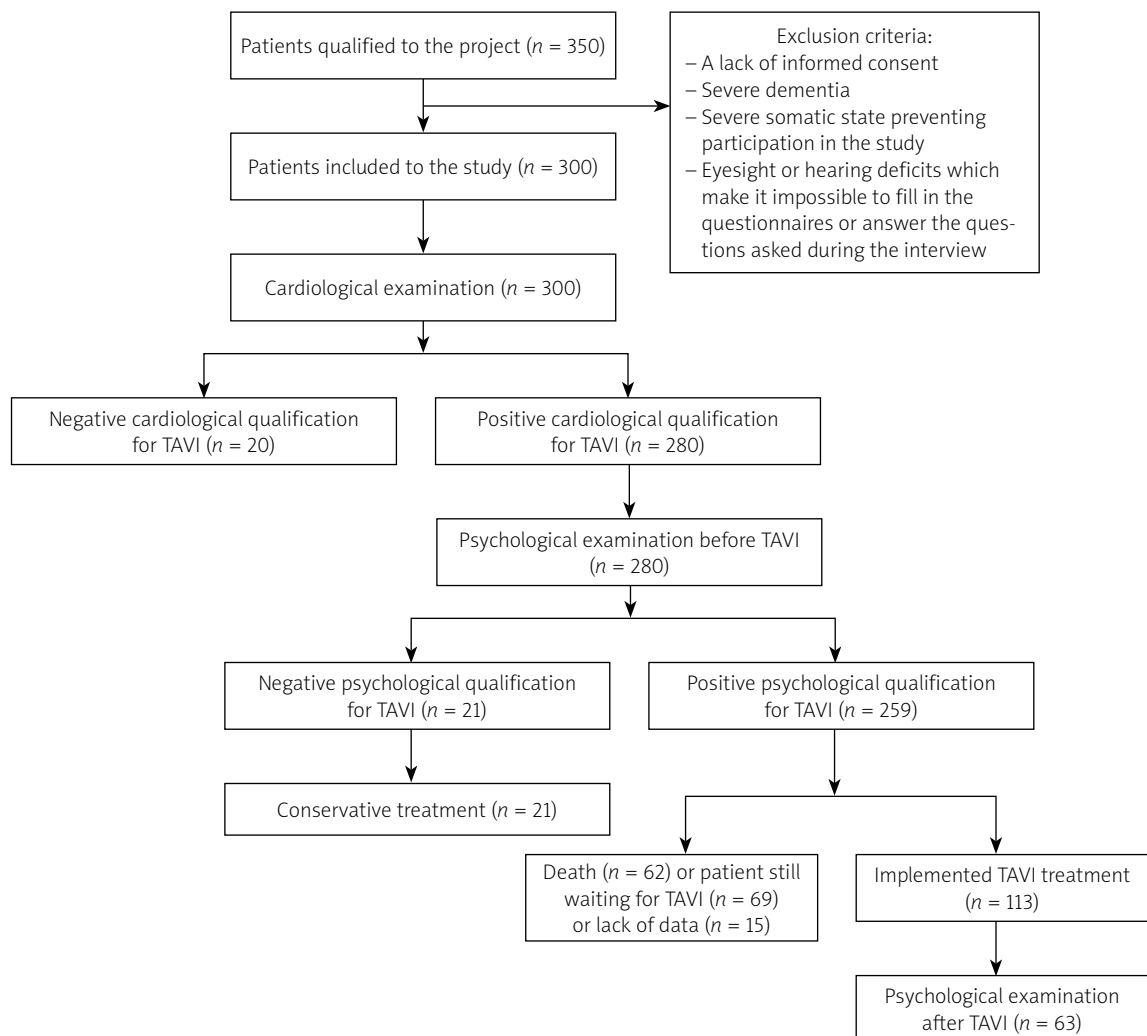 Patients qualified to the project (n = 350)
Exclusion criteria:
– A lack of informed consent
– Severe dementia
– Severe somatic state preventing
participation in the study
– Eyesight or hearing deficits which
make it impossible to fill in the
questionnaires or answer the ques-
tions asked during the interview
Patients included to the study (n = 300)
Cardiological examination (n = 300)
Negative cardiological qualification
for TAVI (n = 20)
Positive cardiological qualification
for TAVI (n = 280)
Psychological examination before TAVI
(n = 280)
Negative psychological qualification
for TAVI (n = 21)
Positive psychological qualification
for TAVI (n = 259)
Conservative treatment (n = 21)
Death (n = 62) or patient still
waiting for TAVI (n = 69)
or lack of data (n = 15)
Implemented TAVI treatment
(n = 113)
Psychological examination
after TAVI (n = 63)